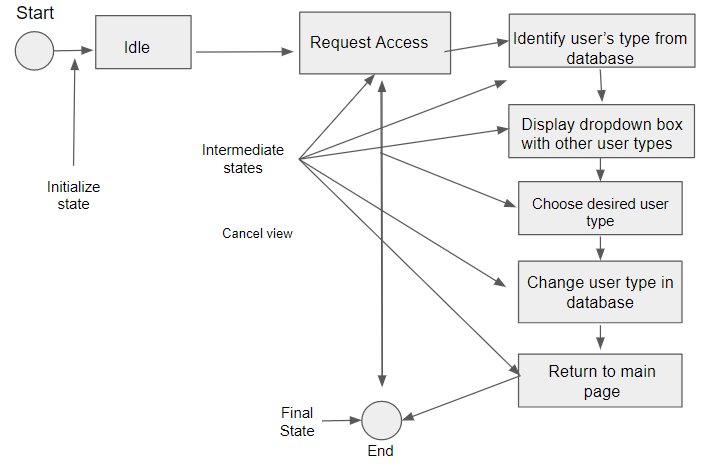 Start
Idle
Request Access
Identify user's type from
database
Display dropdown box
with other user types
Intermediate
states
Initialize
state
Choose desired user
type
Cancel view
Change user type in
database
Return to main
page
Final
State
End